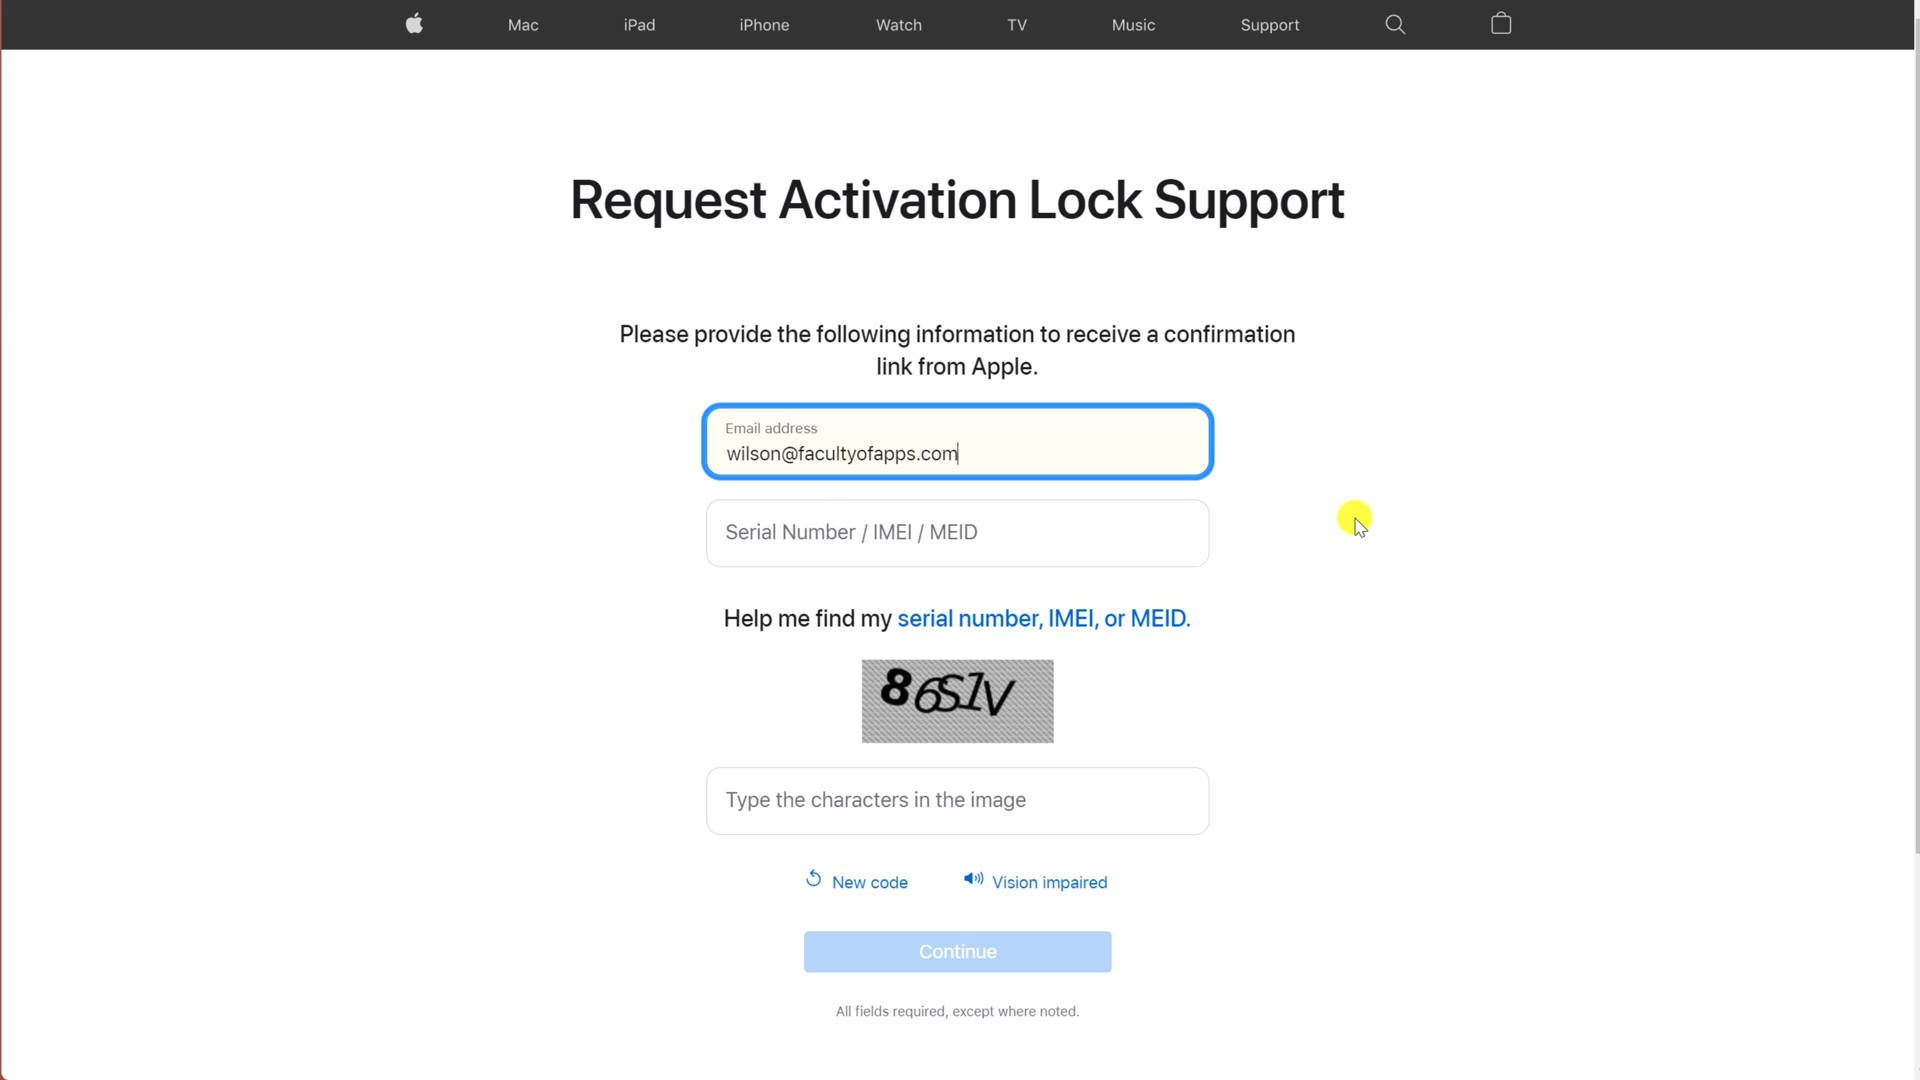 Mac iPad iPhone Watch TV Music Support
Request Activation Lock Support
Please provide the following information to receive a confirmation
link from Apple.
Email address
wilson@facultyofapps.com
Serial Number / IMEI / MEID
Help me find my serial number, IMEI, or MEID.
86S1V
Type the characters in the image
New code Vision impaired
Continue
All fields required, except where noted.